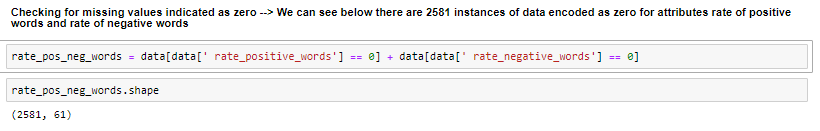 Checking for missing values indicated as zero --> We can see below there are 2581 instances of data encoded as zero for attributes rate of positive
words and rate of negative words
rate_pos_neg_words = data[data[' rate_positive_words'] == 0] + data[data[' rate_negative_words'] == 0]
rate_pos_neg_words.shape
(2581, 61)